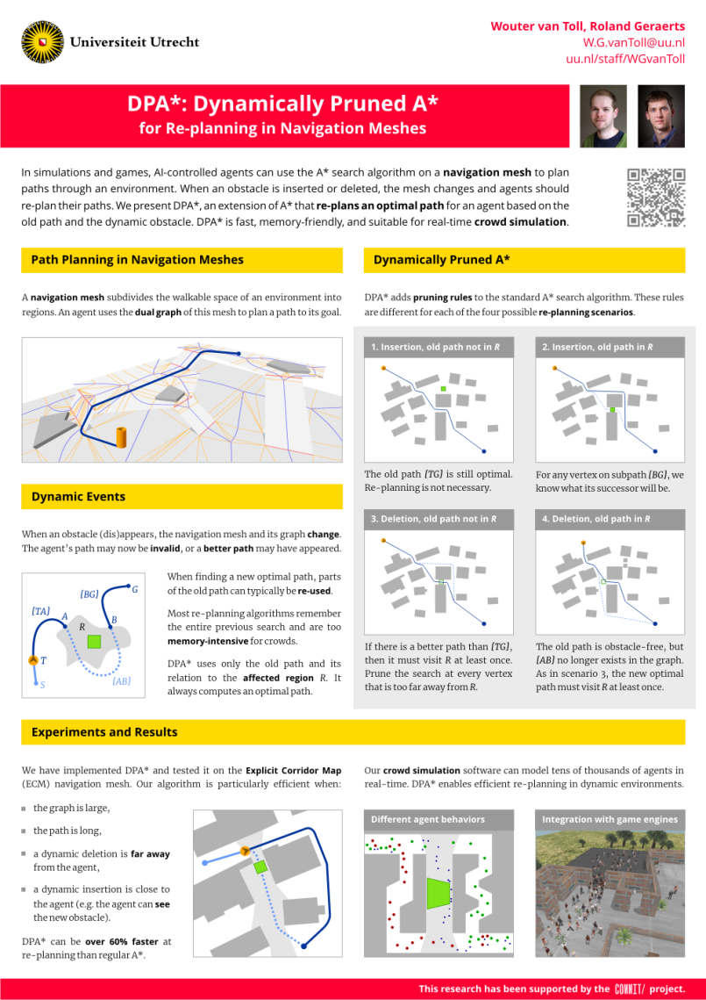 Universiteit Utrecht
Wouter van Toll, Roland Geraerts
W.G.vanToll@uu.nl
uu.nl/staff/WGvanToll
DPA*: Dynamically Pruned A*
for Re-planning in Navigation Meshes
In simulations and games, AI-controlled agents can use the A* search algorithm on a navigation mesh to plan
paths through an environment. When an obstacle is inserted or deleted, the mesh changes and agents should
re-plan their paths. We present DPA*, an extension of A* that re-plans an optimal path for an agent based on the
old path and the dynamic obstacle. DPA* is fast, memory-friendly, and suitable for real-time crowd simulation.
Path Planning in Navigation Meshes
A navigation mesh subdivides the walkable space of an environment into
regions. An agent uses the dual graph of this mesh to plan a path to its goal.
Dynamic Events
When an obstacle (dis)appears, the navigation mesh and its graph change.
The agent's path may now be invalid, or a better path may have appeared.
[TA]
A
[BG]
G
R
B
T
S
[AB]
When finding a new optimal path, parts
of the old path can typically be re-used.
Most re-planning algorithms remember
the entire previous search and are too
memory-intensive for crowds.
DPA* uses only the old path and its
relation to the affected region R. It
always computes an optimal path.
Dynamically Pruned A*
DPA* adds pruning rules to the standard A* search algorithm. These rules
are different for each of the four possible re-planning scenarios.
1. Insertion, old path not in R
The old path [TG] is still optimal.
Re-planning is not necessary.
2. Insertion, old path in R
For any vertex on subpath [BG], we
know what its successor will be.
3. Deletion, old path not in R
If there is a better path than [TG],
then it must visit R at least once.
Prune the search at every vertex
that is too far away from R.
4. Deletion, old path in R
The old path is obstacle-free, but
[AB] no longer exists in the graph.
As in scenario 3, the new optimal
path must visit R at least once.
Experiments and Results
We have implemented DPA* and tested it on the Explicit Corridor Map
(ECM) navigation mesh. Our algorithm is particularly efficient when:
the graph is large,
the path is long,
a dynamic deletion is far away
from the agent,
a dynamic insertion is close to
the agent (e.g. the agent can see
the new obstacle).
DPA* can be over 60% faster at
re-planning than regular A*.
Our crowd simulation software can model tens of thousands of agents in
real-time. DPA* enables efficient re-planning in dynamic environments.
Different agent behaviors
Integration with game engines
This research has been supported by the COMMIT/ project.